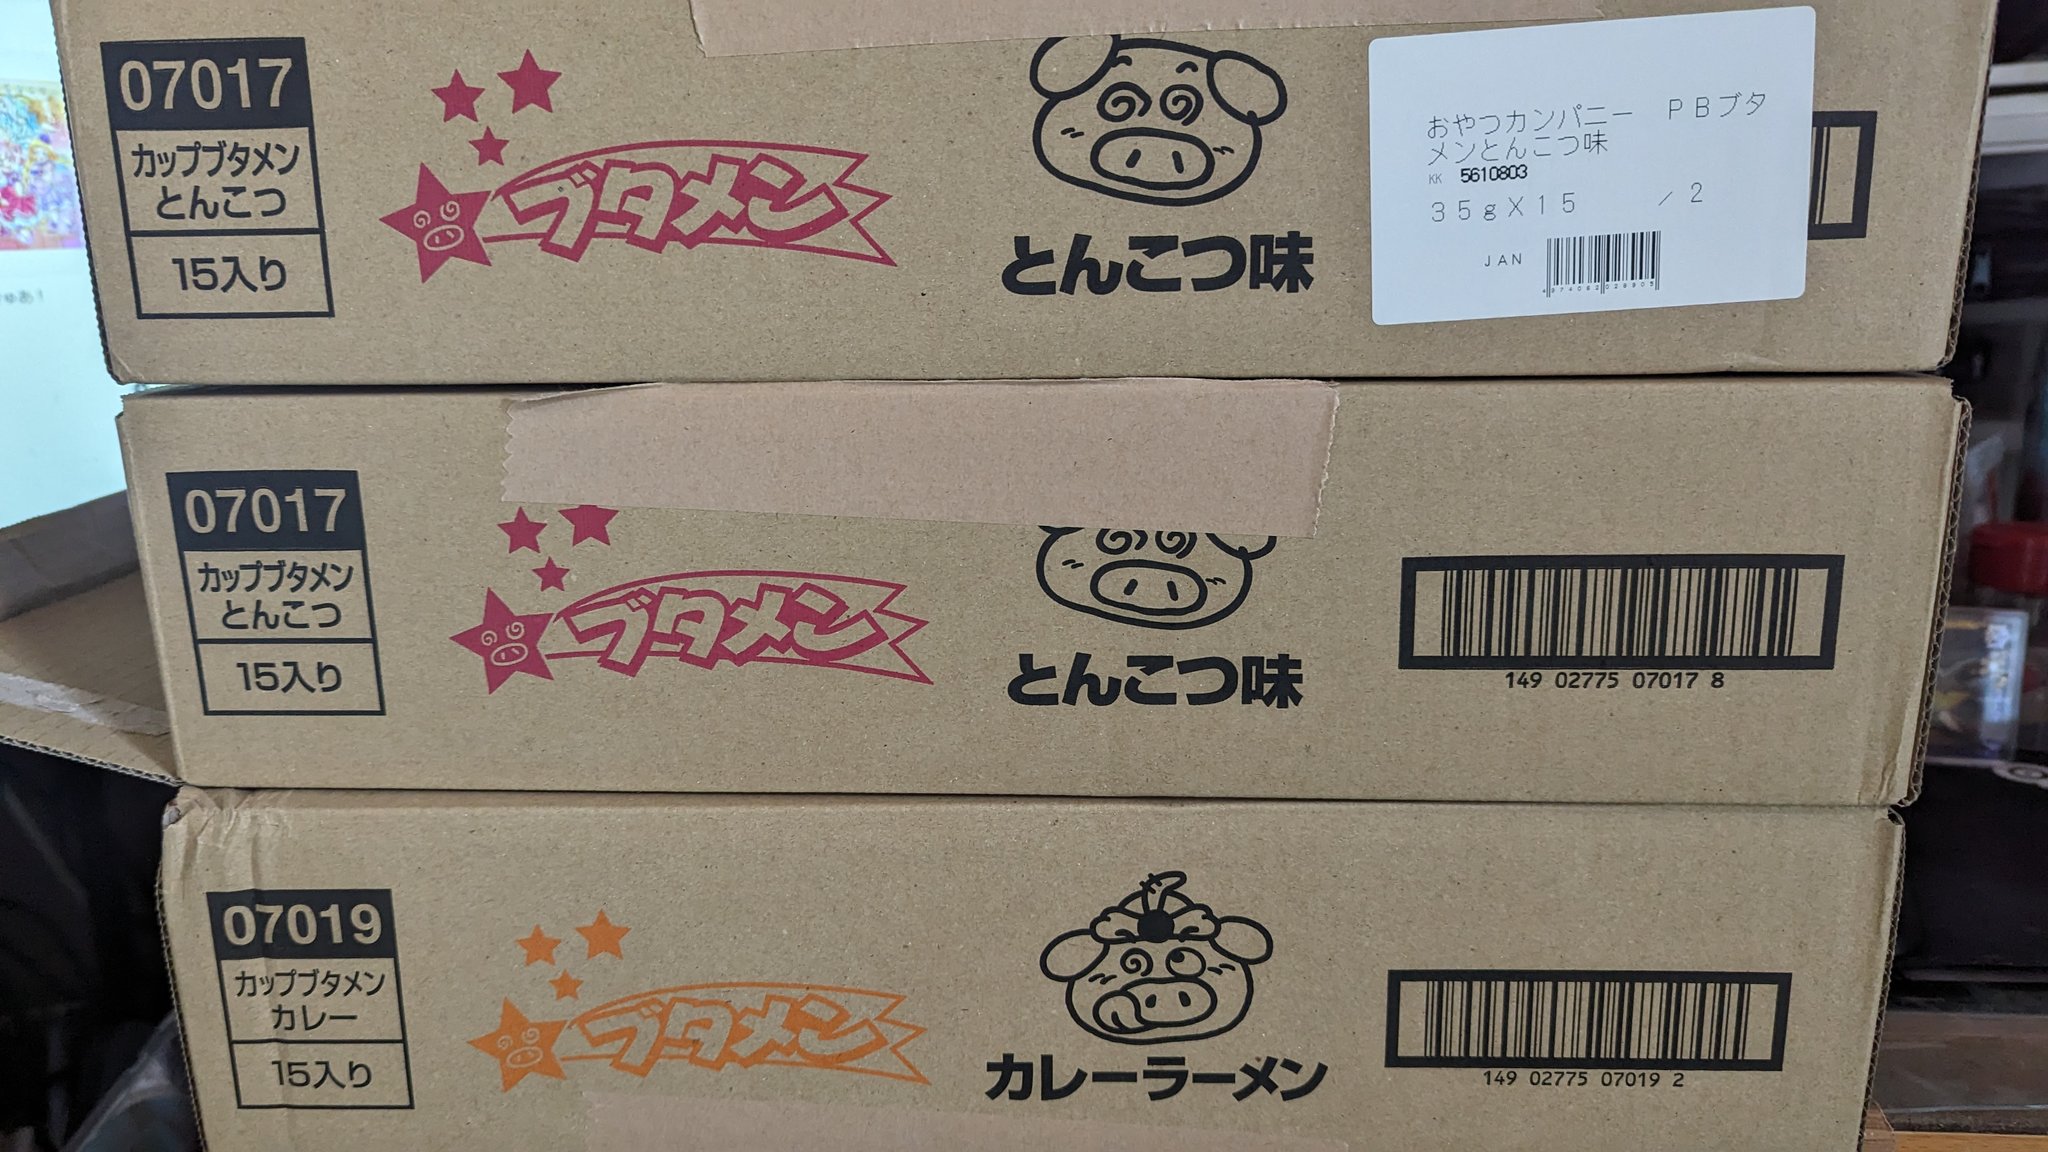 07017
カップブタメン
とんこつ
15入り
ブタメン
とんこつ味
おやつカンパニー　ＰＢブタ
メンとんこつ味
KK 5610803
３５ｇＸ１５　／２
JAN
07017
カップブタメン
とんこつ
15入り
ブタメン
とんこつ味
149 02775 07017 8
07019
カップブタメン
カレー
15入り
ブタメン
カレーラーメン
149 02775 07019 2